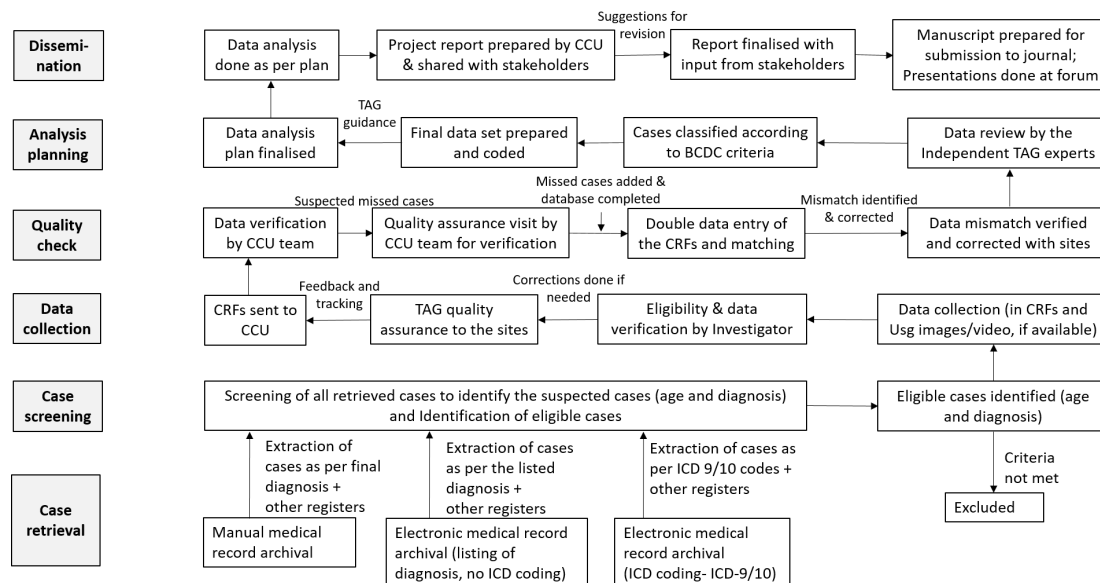 Dissemi-
nation
Data analysis
done as per plan
Project report prepared by CCU
& shared with stakeholders
Suggestions for
revision
Report finalised with
input from stakeholders
Manuscript prepared for
submission to journal;
Presentations done at forum
Analysis
planning
Data analysis
plan finalised
TAG
guidance
Final data set prepared
and coded
Cases classified according
to BCDC criteria
Data review by the
Independent TAG experts
Quality
check
Data verification
by CCU team
Suspected missed cases
Quality assurance visit by
CCU team for verification
Missed cases added &
database completed
Double data entry of
the CRFs and matching
Mismatch identified
& corrected
Data mismatch verified
and corrected with sites
Data
collection
CRFs sent to
CCU
Feedback and
tracking
TAG quality
assurance to the sites
Corrections done if
needed
Eligibility & data
verification by Investigator
Data collection (in CRFs and
Usg images/video, if available)
Case
screening
Screening of all retrieved cases to identify the suspected cases (age and diagnosis)
and Identification of eligible cases
Eligible cases identified (age
and diagnosis)
Extraction of
cases as per final
diagnosis +
other registers
Extraction of cases
as per the listed
diagnosis +
other registers
Extraction of cases as
per ICD 9/10 codes +
other registers
Criteria
not met
Case
retrieval
Manual medical
record archival
Electronic medical record
archival (listing of
diagnosis, no ICD coding)
Electronic medical
record archival
(ICD coding- ICD-9/10)
Excluded